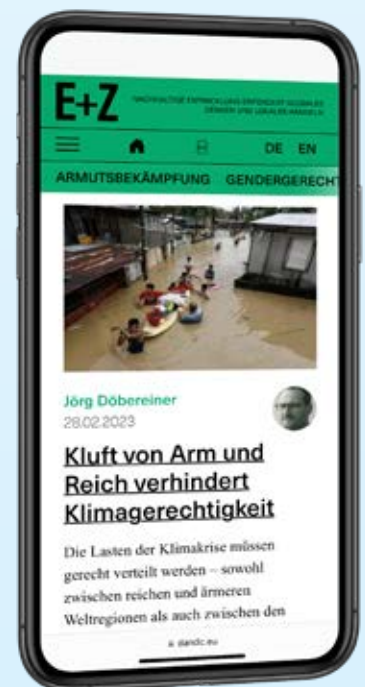 E+Z
NACHHALTIGE ENTWICKLUNG ERFORDERT GLOBALES
DENKEN UND LOKALES HANDELN
DE EN
ARMUTSBEKÄMPFUNG GENDERGERECHT
Jörg Döbereiner
28.02.2023
Kluft von Arm und
Reich verhindert
Klimagerechtigkeit
Die Lasten der Klimakrise müssen
gerecht verteilt werden – sowohl
zwischen reichen und ärmeren
Weltregionen als auch zwischen den
dandc.eu